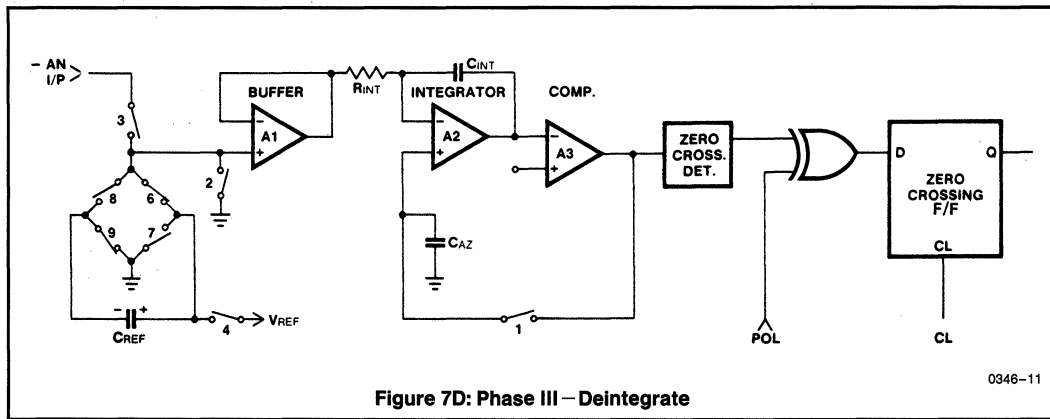 – AN
I/P
3
BUFFER
–
A1
+
2
8
6
9
7
– +
CREF
4
VREF
RINT
CINT
INTEGRATOR
–
A2
+
CAZ
1
COMP.
–
A3
+
ZERO
CROSS.
DET.
POL
D Q
ZERO
CROSSING
F/F
CL
CL
0346–11
Figure 7D: Phase III – Deintegrate